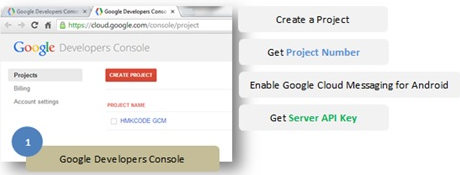 Google Developers Conso
Google Developers Conso
https://cloud.google.com/console/project
Google Developers Console
Projects
Billing
Account settings
CREATE PROJECT
PROJECT NAME
HMKCODE GCM
1
Google Developers Console
Create a Project
Get Project Number
Enable Google Cloud Messaging for Android
Get Server API Key